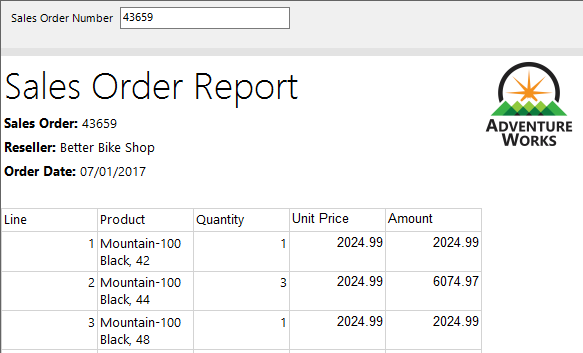 Sales Order Number 43659
Sales Order Report
ADVENTURE
WORKS
Sales Order: 43659
Reseller: Better Bike Shop
Order Date: 07/01/2017
Line Product Quantity Unit Price Amount
1 Mountain-100 1 2024.99 2024.99
Black, 42
2 Mountain-100 3 2024.99 6074.97
Black, 44
3 Mountain-100 1 2024.99 2024.99
Black, 48